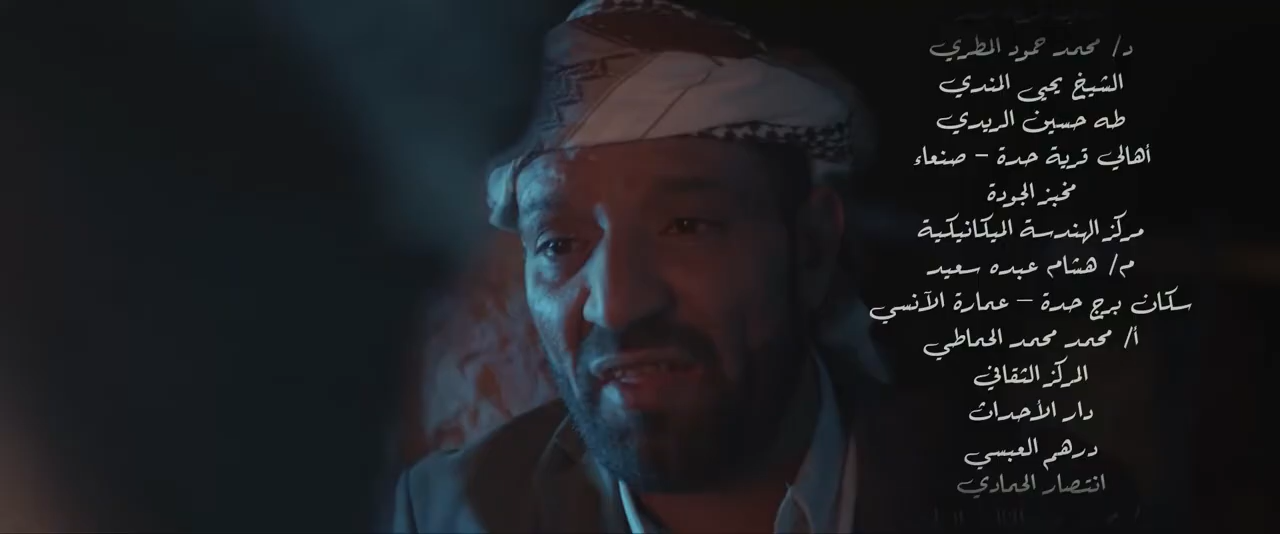 د/ محمد حمود المطري
الشيخ يحيى المندي
طه حسين الريدي
أهالي قرية حدة - صنعاء
مخبز الجودة
مركز الهندسة الميكانيكية
م/ هشام عبده سعيد
سكان برج حدة - عمارة الآنسي
أ/ محمد محمد الحماطي
المركز الثقافي
دار الأحداث
درهم العبسي
انتصار الحمادي